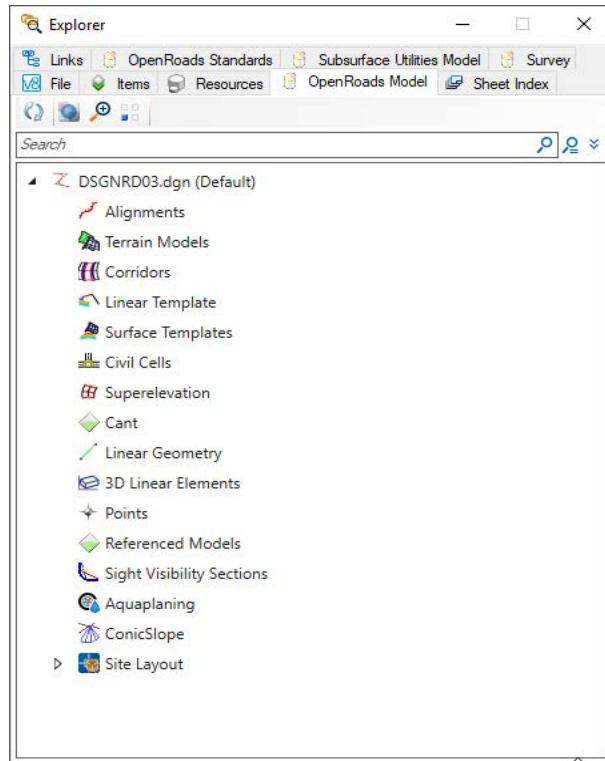 Explorer
Links OpenRoads Standards Subsurface Utilities Model Survey
V8 File Items Resources OpenRoads Model Sheet Index
Search
DSGNRD03.dgn (Default)
Alignments
Terrain Models
Corridors
Linear Template
Surface Templates
Civil Cells
Superelevation
Cant
Linear Geometry
3D Linear Elements
Points
Referenced Models
Sight Visibility Sections
Aquaplaning
ConicSlope
Site Layout